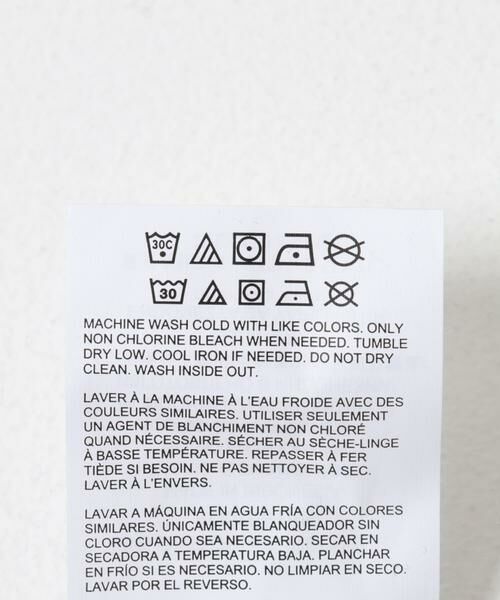 30C
30
MACHINE WASH COLD WITH LIKE COLORS. ONLY
NON CHLORINE BLEACH WHEN NEEDED. TUMBLE
DRY LOW. COOL IRON IF NEEDED. DO NOT DRY
CLEAN. WASH INSIDE OUT.
LAVER À LA MACHINE À L'EAU FROIDE AVEC DES
COULEURS SIMILAIRES. UTILISER SEULEMENT
UN AGENT DE BLANCHIMENT NON CHLORÉ
QUAND NÉCESSAIRE. SÉCHER AU SÈCHE-LINGE
À BASSE TEMPÉRATURE. REPASSER À FER
TIÈDE SI BESOIN. NE PAS NETTOYER À SEC.
LAVER À L'ENVERS.
LAVAR A MÁQUINA EN AGUA FRÍA CON COLORES
SIMILARES. ÚNICAMENTE BLANQUEADOR SIN
CLORO CUANDO SEA NECESARIO. SECAR EN
SECADORA A TEMPERATURA BAJA. PLANCHAR
EN FRÍO SI ES NECESARIO. NO LIMPIAR EN SECO.
LAVAR POR EL REVERSO.